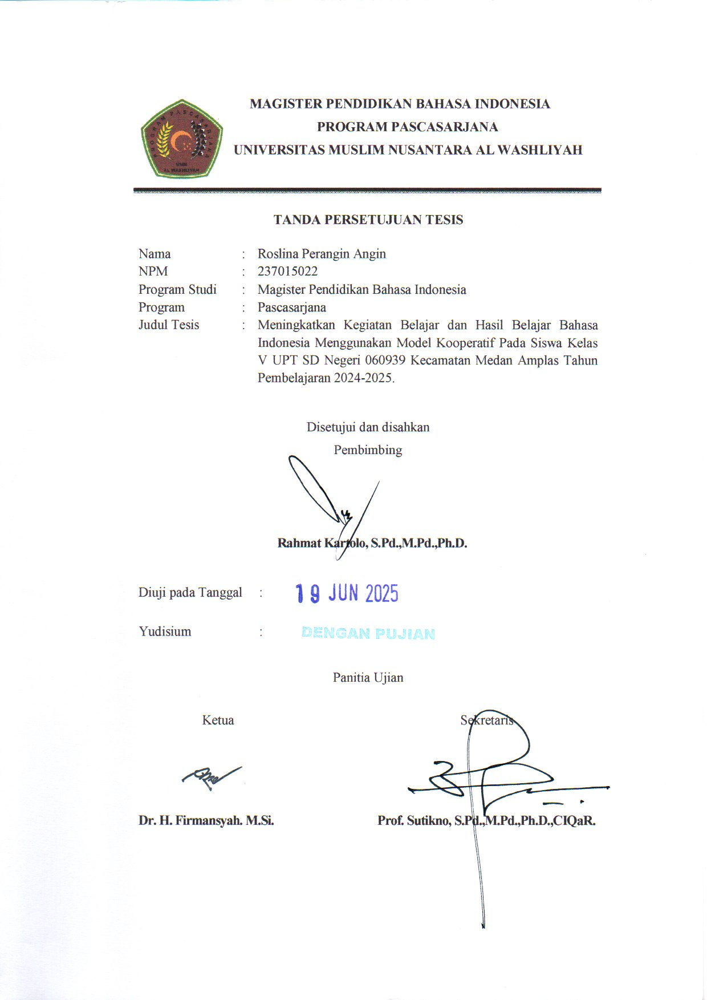 MAGISTER PENDIDIKAN BAHASA INDONESIA
PROGRAM PASCASARJANA
UNIVERSITAS MUSLIM NUSANTARA AL WASHLIYAH
PROGRAM PASCASARJANA
UMN
AL WASHLIYAH
TANDA PERSETUJUAN TESIS
Nama : Roslina Perangin Angin
NPM : 237015022
Program Studi : Magister Pendidikan Bahasa Indonesia
Program : Pascasarjana
Judul Tesis : Meningkatkan Kegiatan Belajar dan Hasil Belajar Bahasa
Indonesia Menggunakan Model Kooperatif Pada Siswa Kelas
V UPT SD Negeri 060939 Kecamatan Medan Amplas Tahun
Pembelajaran 2024-2025.
Disetujui dan disahkan
Pembimbing
Rahmat Kartolo, S.Pd.,M.Pd.,Ph.D.
Diuji pada Tanggal : 19 JUN 2025
Yudisium : DENGAN PUJIAN
Panitia Ujian
Ketua Sekretaris
Dr. H. Firmansyah. M.Si. Prof. Sutikno, S.Pd.,M.Pd.,Ph.D.,CIQaR.